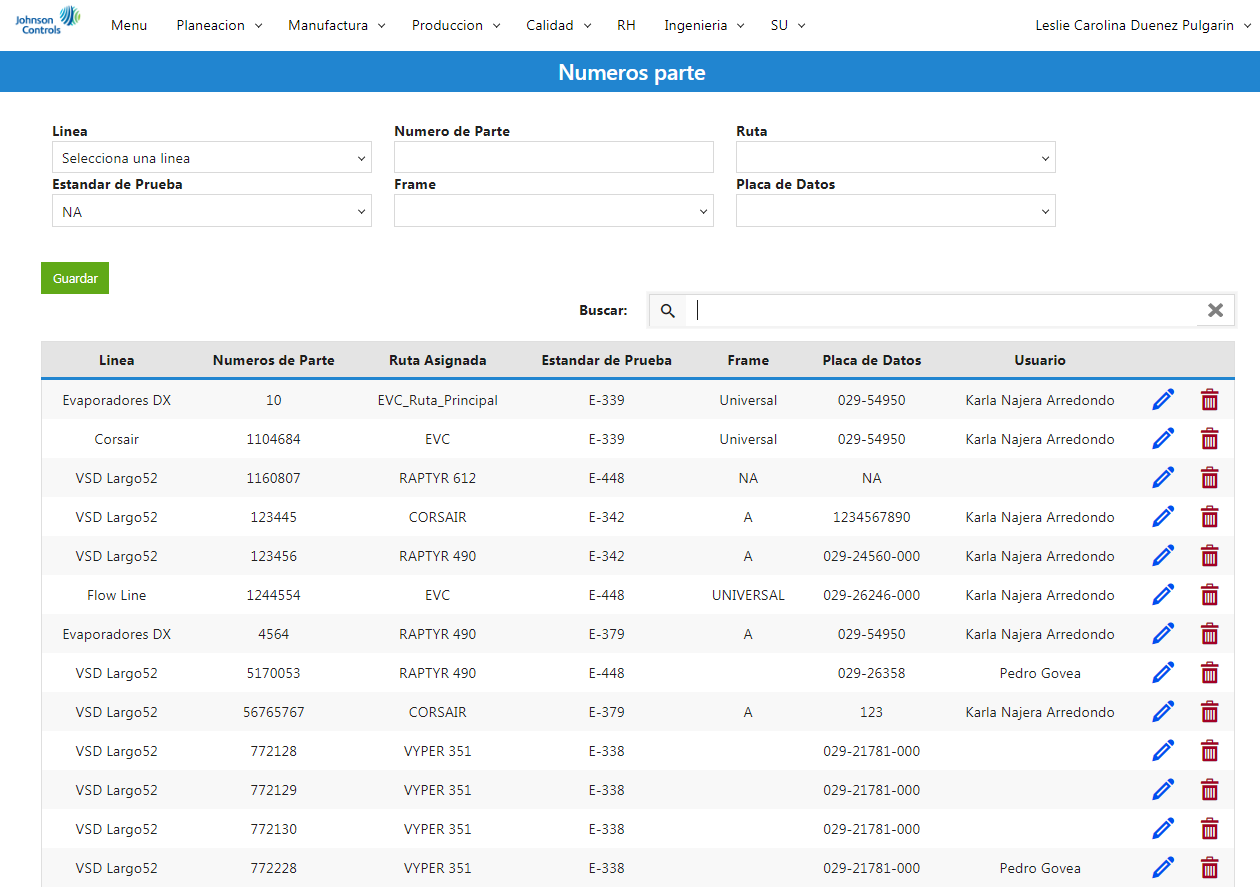 Johnson Controls
Menu Planeacion Manufactura Produccion Calidad RH Ingenieria SU Leslie Carolina Duenez Pulgarin
Numeros parte
Linea Numero de Parte Ruta
Selecciona una linea
Estandar de Prueba Frame Placa de Datos
NA
Guardar
Buscar:
Linea Numeros de Parte Ruta Asignada Estandar de Prueba Frame Placa de Datos Usuario
Evaporadores DX 10 EVC_Ruta_Principal E-339 Universal 029-54950 Karla Najera Arredondo
Corsair 1104684 EVC E-339 Universal 029-54950 Karla Najera Arredondo
VSD Largo52 1160807 RAPTYR 612 E-448 NA NA
VSD Largo52 123445 CORSAIR E-342 A 1234567890 Karla Najera Arredondo
VSD Largo52 123456 RAPTYR 490 E-342 A 029-24560-000 Karla Najera Arredondo
Flow Line 1244554 EVC E-448 UNIVERSAL 029-26246-000 Karla Najera Arredondo
Evaporadores DX 4564 RAPTYR 490 E-379 A 029-54950 Karla Najera Arredondo
VSD Largo52 5170053 RAPTYR 490 E-448 029-26358 Pedro Govea
VSD Largo52 56765767 CORSAIR E-379 A 123 Karla Najera Arredondo
VSD Largo52 772128 VYPER 351 E-338 029-21781-000
VSD Largo52 772129 VYPER 351 E-338 029-21781-000
VSD Largo52 772130 VYPER 351 E-338 029-21781-000
VSD Largo52 772228 VYPER 351 E-338 029-21781-000 Pedro Govea